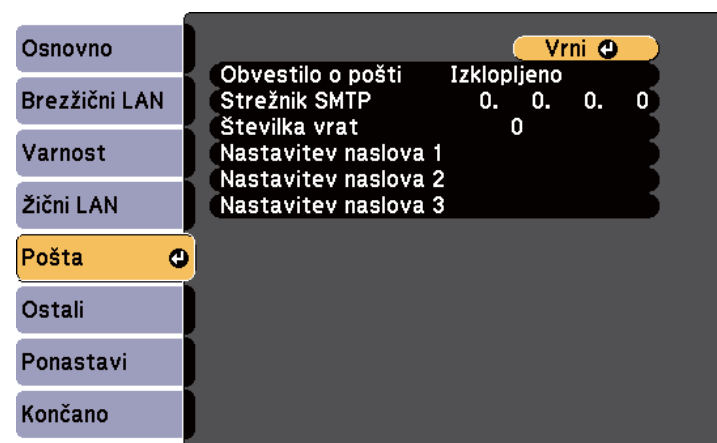 Osnovno
Brezžični LAN
Varnost
Žični LAN
Pošta
Ostali
Ponastavi
Končano
Vrni
Obvestilo o pošti Izklopljeno
Strežnik SMTP 0. 0. 0. 0
Številka vrat 0
Nastavitev naslova 1
Nastavitev naslova 2
Nastavitev naslova 3